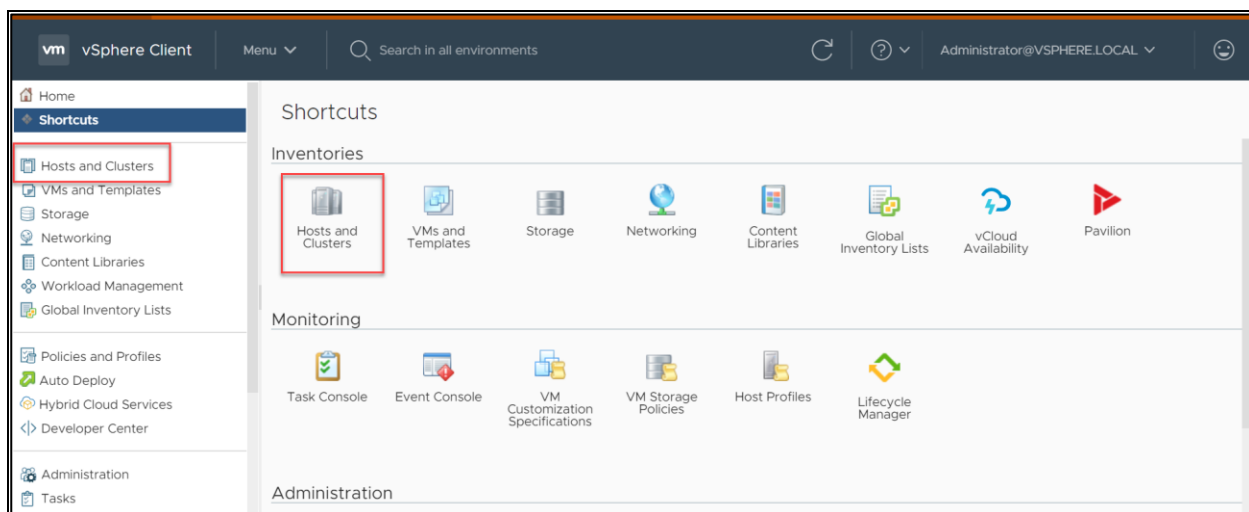 vm vSphere Client Menu Search in all environments ? Administrator@VSPHERE.LOCAL
Home
Shortcuts
Hosts and Clusters
VMs and Templates
Storage
Networking
Content Libraries
Workload Management
Global Inventory Lists
Policies and Profiles
Auto Deploy
Hybrid Cloud Services
Developer Center
Administration
Tasks
Shortcuts
Inventories
Hosts and
Clusters
VMs and
Templates
Storage
Networking
Content
Libraries
Global
Inventory Lists
vCloud
Availability
Pavilion
Monitoring
Task Console
Event Console
VM
Customization
Specifications
VM Storage
Policies
Host Profiles
Lifecycle
Manager
Administration